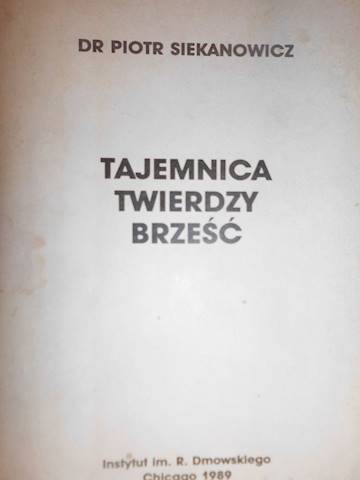 DR PIOTR SIEKANOWICZ
TAJEMNICA
TWIERDZY
BRZEŚĆ
Instytut im. R. Dmowskiego
Chicago 1989